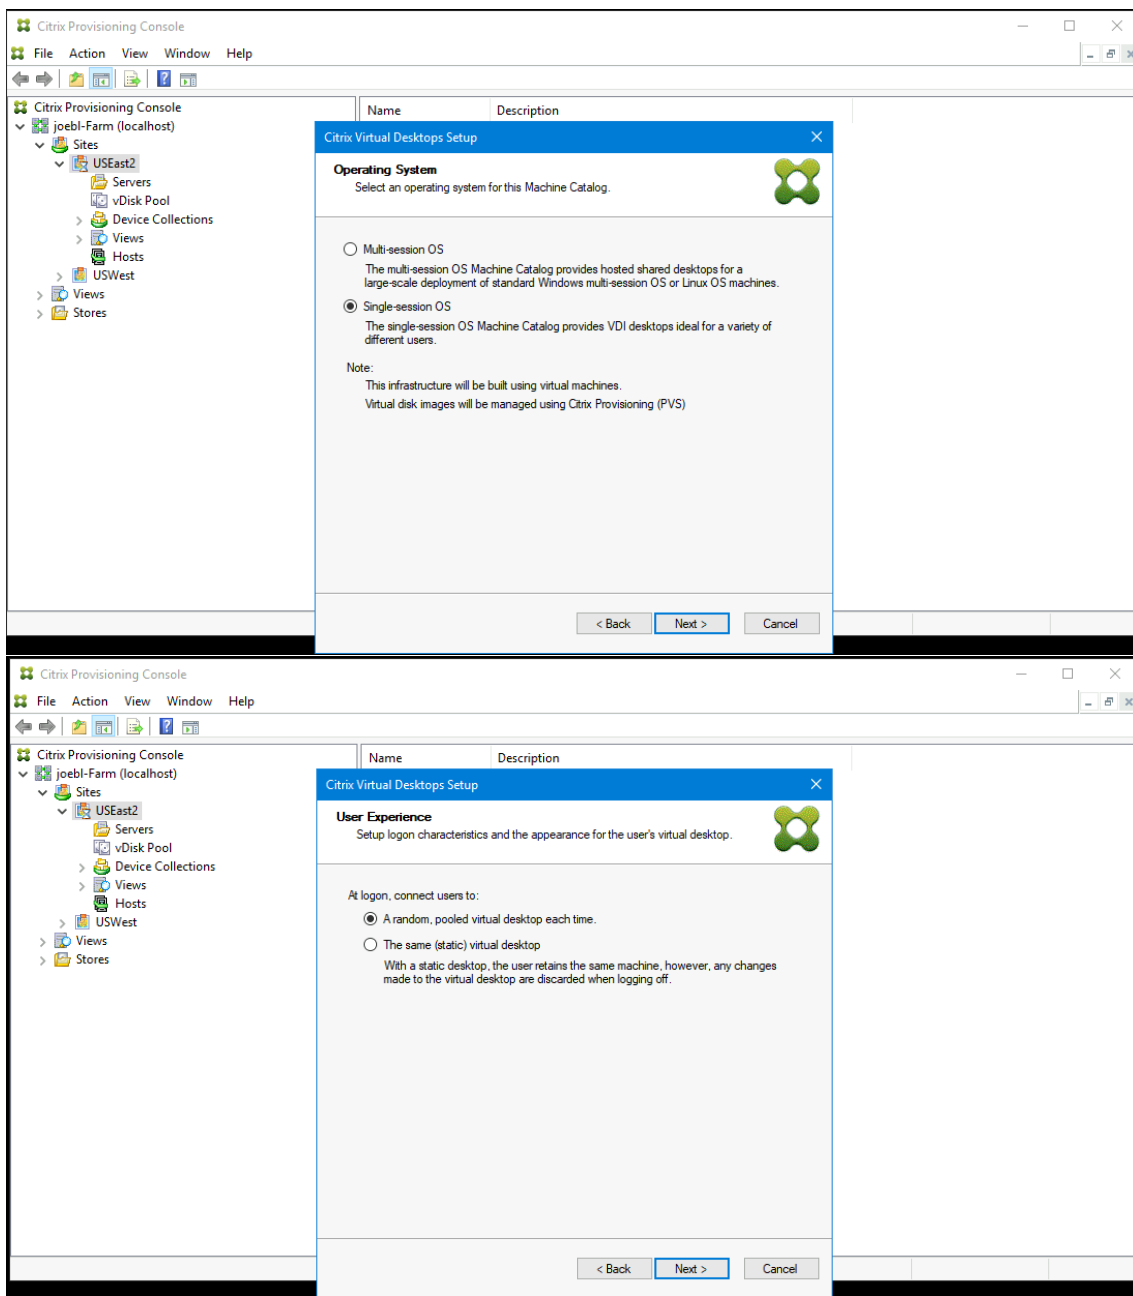 Citrix Provisioning Console
File Action View Window Help
Citrix Provisioning Console
joebl-Farm (localhost)
Sites
USEast2
Servers
vDisk Pool
Device Collections
Views
Hosts
USWest
Views
Stores
Name Description
Citrix Virtual Desktops Setup
Operating System
Select an operating system for this Machine Catalog.
Multi-session OS
The multi-session OS Machine Catalog provides hosted shared desktops for a
large-scale deployment of standard Windows multi-session OS or Linux OS machines.
Single-session OS
The single-session OS Machine Catalog provides VDI desktops ideal for a variety of
different users.
Note:
This infrastructure will be built using virtual machines.
Virtual disk images will be managed using Citrix Provisioning (PVS)
< Back Next > Cancel
Citrix Provisioning Console
File Action View Window Help
Citrix Provisioning Console
joebl-Farm (localhost)
Sites
USEast2
Servers
vDisk Pool
Device Collections
Views
Hosts
USWest
Views
Stores
Name Description
Citrix Virtual Desktops Setup
User Experience
Setup logon characteristics and the appearance for the user's virtual desktop.
At logon, connect users to:
A random, pooled virtual desktop each time.
The same (static) virtual desktop
With a static desktop, the user retains the same machine, however, any changes
made to the virtual desktop are discarded when logging off.
< Back Next > Cancel